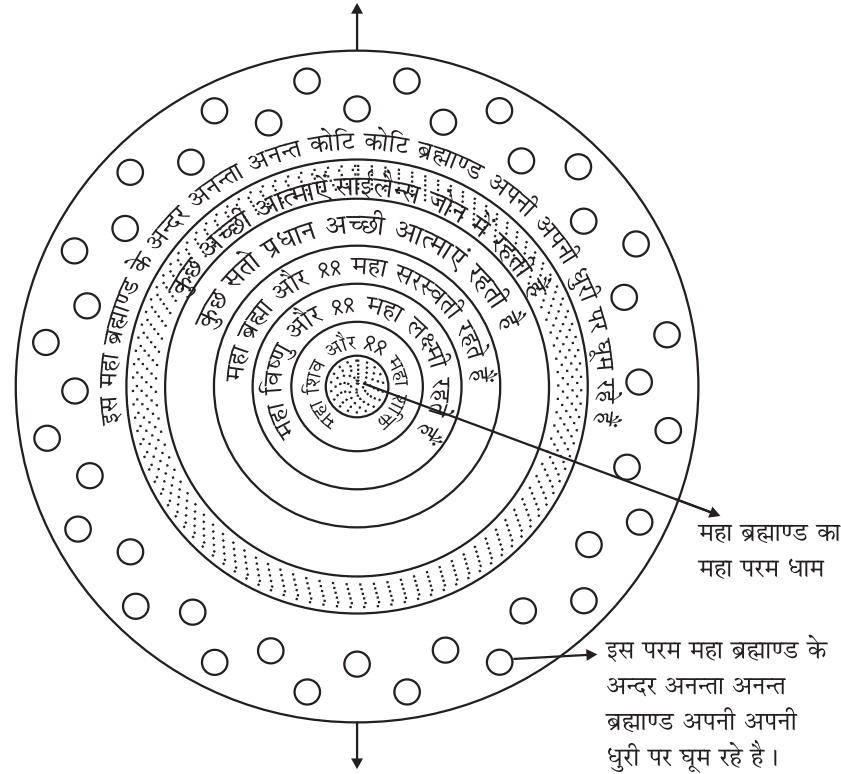 इस महा ब्रह्माण्ड के अन्दर अनन्ता अनन्त कोटि कोटि ब्रह्माण्ड अपनी अपनी धुरी पर घूम रहे हैं
कुछ अच्छी आत्माऐं साईलैन्स जोन में रहती हैं
कुछ सतो प्रधान अच्छी आत्माएं रहती हैं
महा ब्रह्मा और ११ महा सरस्वती रहते हैं
महा विष्णु और ११ महा लक्ष्मी रहते हैं
महा शिव और ११ महा शक्ति
महा ब्रह्माण्ड का
महा परम धाम
इस परम महा ब्रह्माण्ड के
अन्दर अनन्ता अनन्त
ब्रह्माण्ड अपनी अपनी
धुरी पर घूम रहे है।